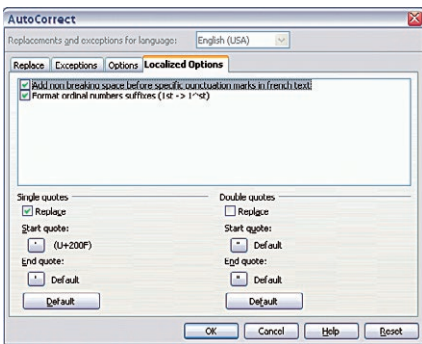 AutoCorrect
Replacements and exceptions for language: English (USA)
Replace Exceptions Options Localized Options
Add non breaking space before specific punctuation marks in french text
Format ordinal numbers suffixes (1st -> 1^st)
Single quotes Double quotes
Replace Replace
Start quote: Start quote:
' (U+200F) " Default
End quote: End quote:
' Default " Default
Default Default
OK Cancel Help Reset